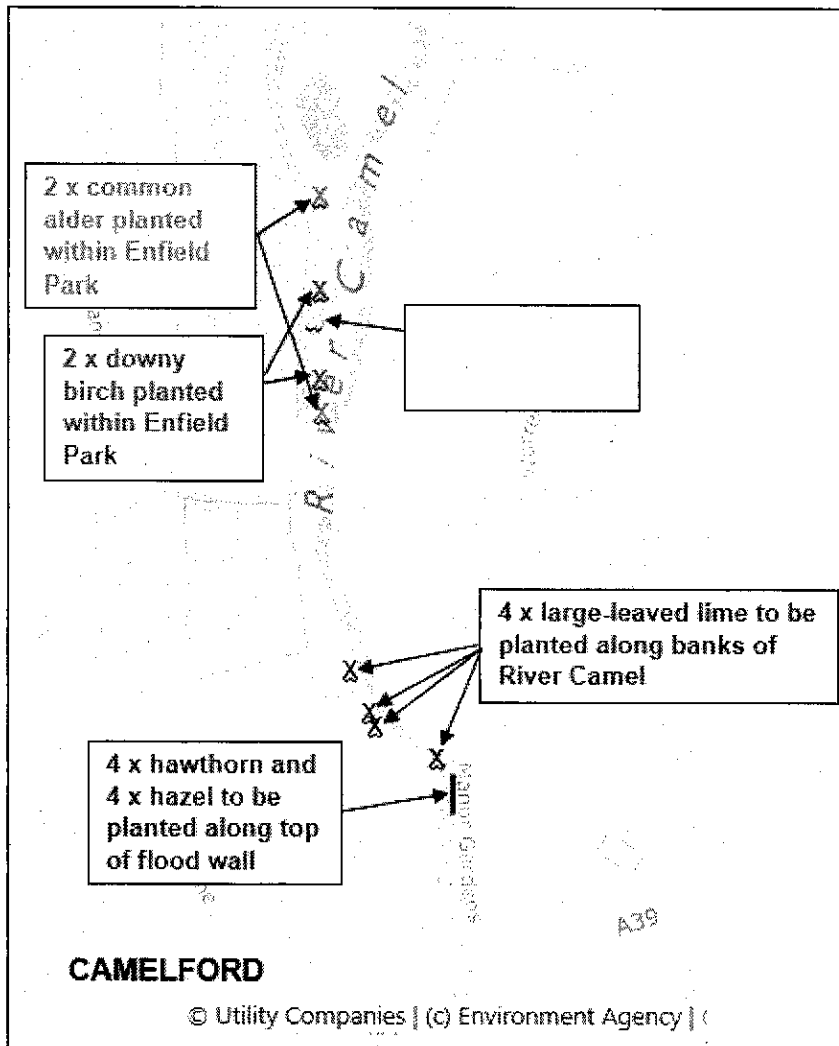 2 x common
alder planted
within Enfield
Park
River Camel
2 x downy
birch planted
within Enfield
Park
4 x large-leaved lime to be
planted along banks of
River Camel
4 x hawthorn and
4 x hazel to be
planted along top
of flood wall
Manor Gardens
A39
CAMELFORD
© Utility Companies | (c) Environment Agency |